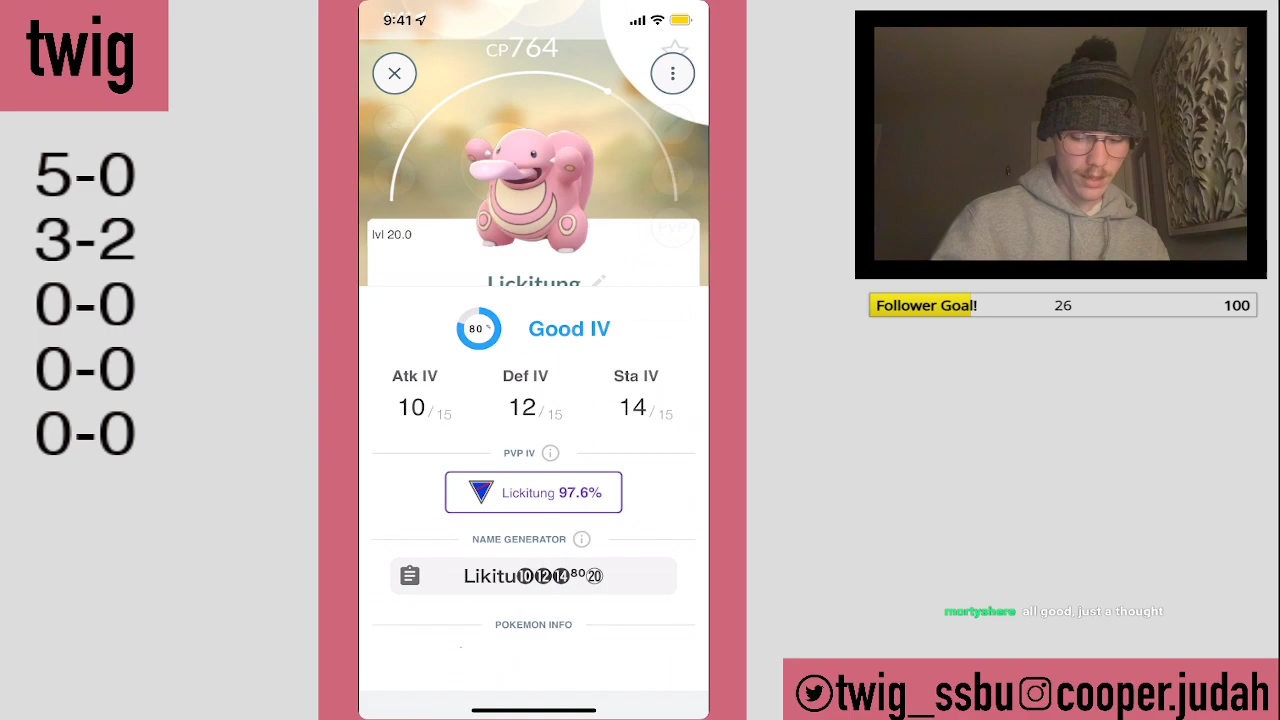 twig
5-0
3-2
0-0
0-0
0-0
9:41
CP764
lvl 20.0
PVP
Lickitung
80 %
Good IV
Atk IV Def IV Sta IV
10/15 12/15 14/15
PVP IV
Lickitung 97.6%
NAME GENERATOR
Likitu⓾⓬⓮⁸⁰⑳
POKEMON INFO
Follower Goal! 26 100
mortyshere all good, just a thought
twig_ssbu cooper.judah